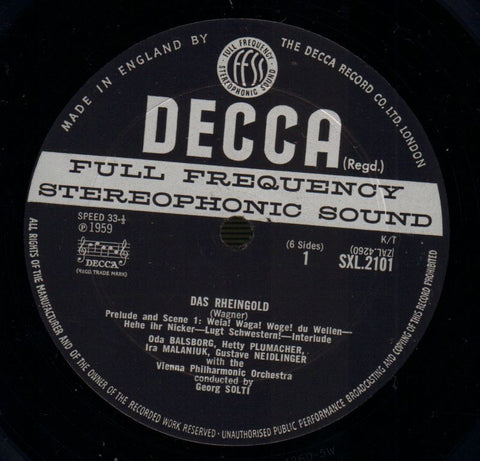 MADE IN ENGLAND BY THE DECCA RECORD CO. LTD. LONDON
FULL FREQUENCY
ffss
STEREOPHONIC SOUND
DECCA
(Regd.)
FULL FREQUENCY
STEREOPHONIC SOUND
SPEED 33-⅓
Ⓟ1959
DECCA
(REGD. TRADE MARK)
K/T
(ZAL.4260)
(6 Sides)
1
SXL.2101
DAS RHEINGOLD
(Wagner)
Prelude and Scene 1: Weia! Waga! Woge! du Wellen—
Hehe ihr Nicker—Lugt Schwestern!—Interlude
Oda BALSBORG, Hetty PLUMACHER,
Ira MALANIUK, Gustave NEIDLINGER
with the
Vienna Philharmonic Orchestra
conducted by
Georg SOLTI
ALL RIGHTS OF THE MANUFACTURER AND OF THE OWNER OF THE RECORDED WORK RESERVED · UNAUTHORISED PUBLIC PERFORMANCE BROADCASTING AND COPYING OF THIS RECORD PROHIBITED